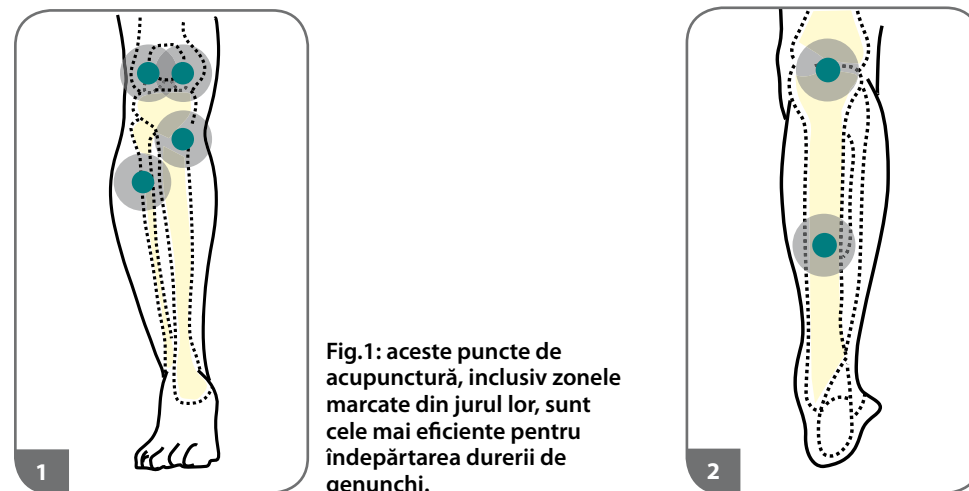 Fig.1: aceste puncte de
acupunctură, inclusiv zonele
marcate din jurul lor, sunt
cele mai eficiente pentru
îndepărtarea durerii de
genunchi.
1
2